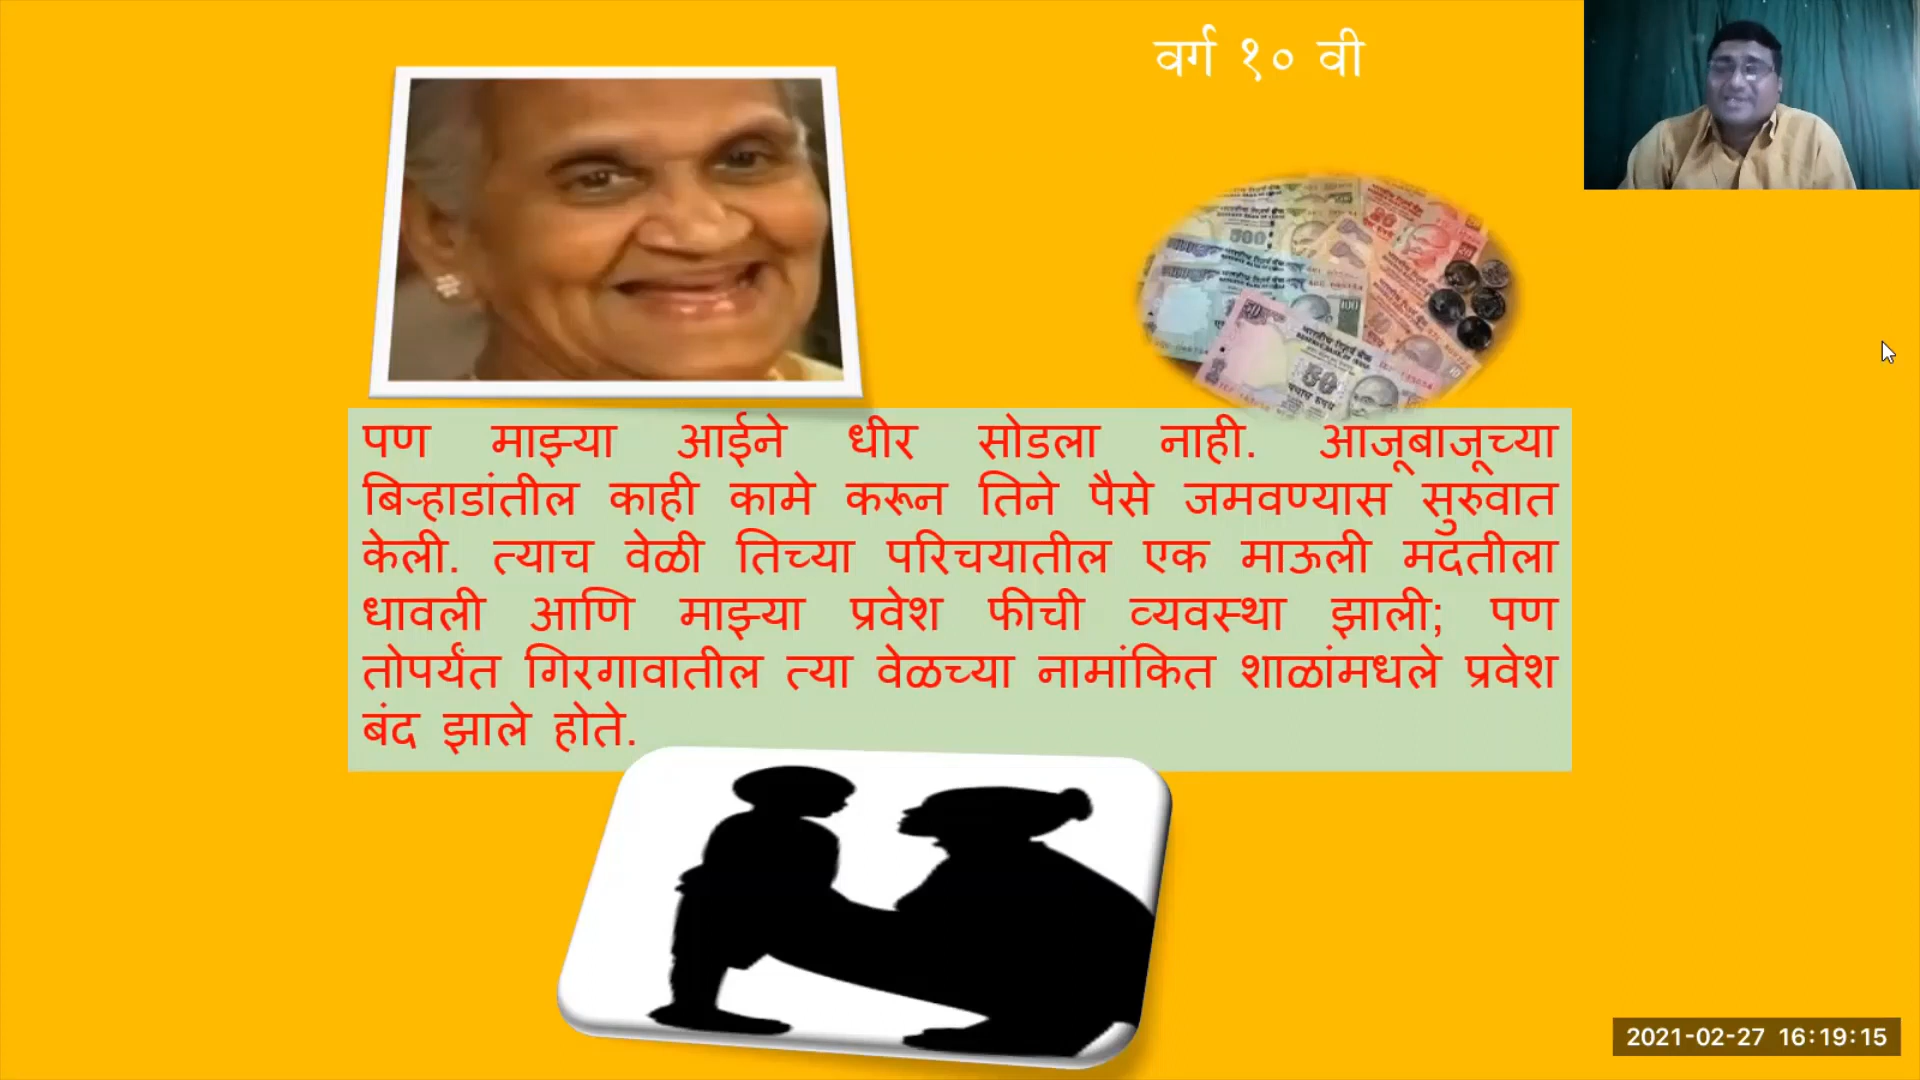 वर्ग १० वी
पण माझ्या आईने धीर सोडला नाही. आजूबाजूच्या
बिऱ्हाडांतील काही कामे करून तिने पैसे जमवण्यास सुरुवात
केली. त्याच वेळी तिच्या परिचयातील एक माऊली मदतीला
धावली आणि माझ्या प्रवेश फीची व्यवस्था झाली; पण
तोपर्यंत गिरगावातील त्या वेळच्या नामांकित शाळांमधले प्रवेश
बंद झाले होते.
2021-02-27 16:19:15